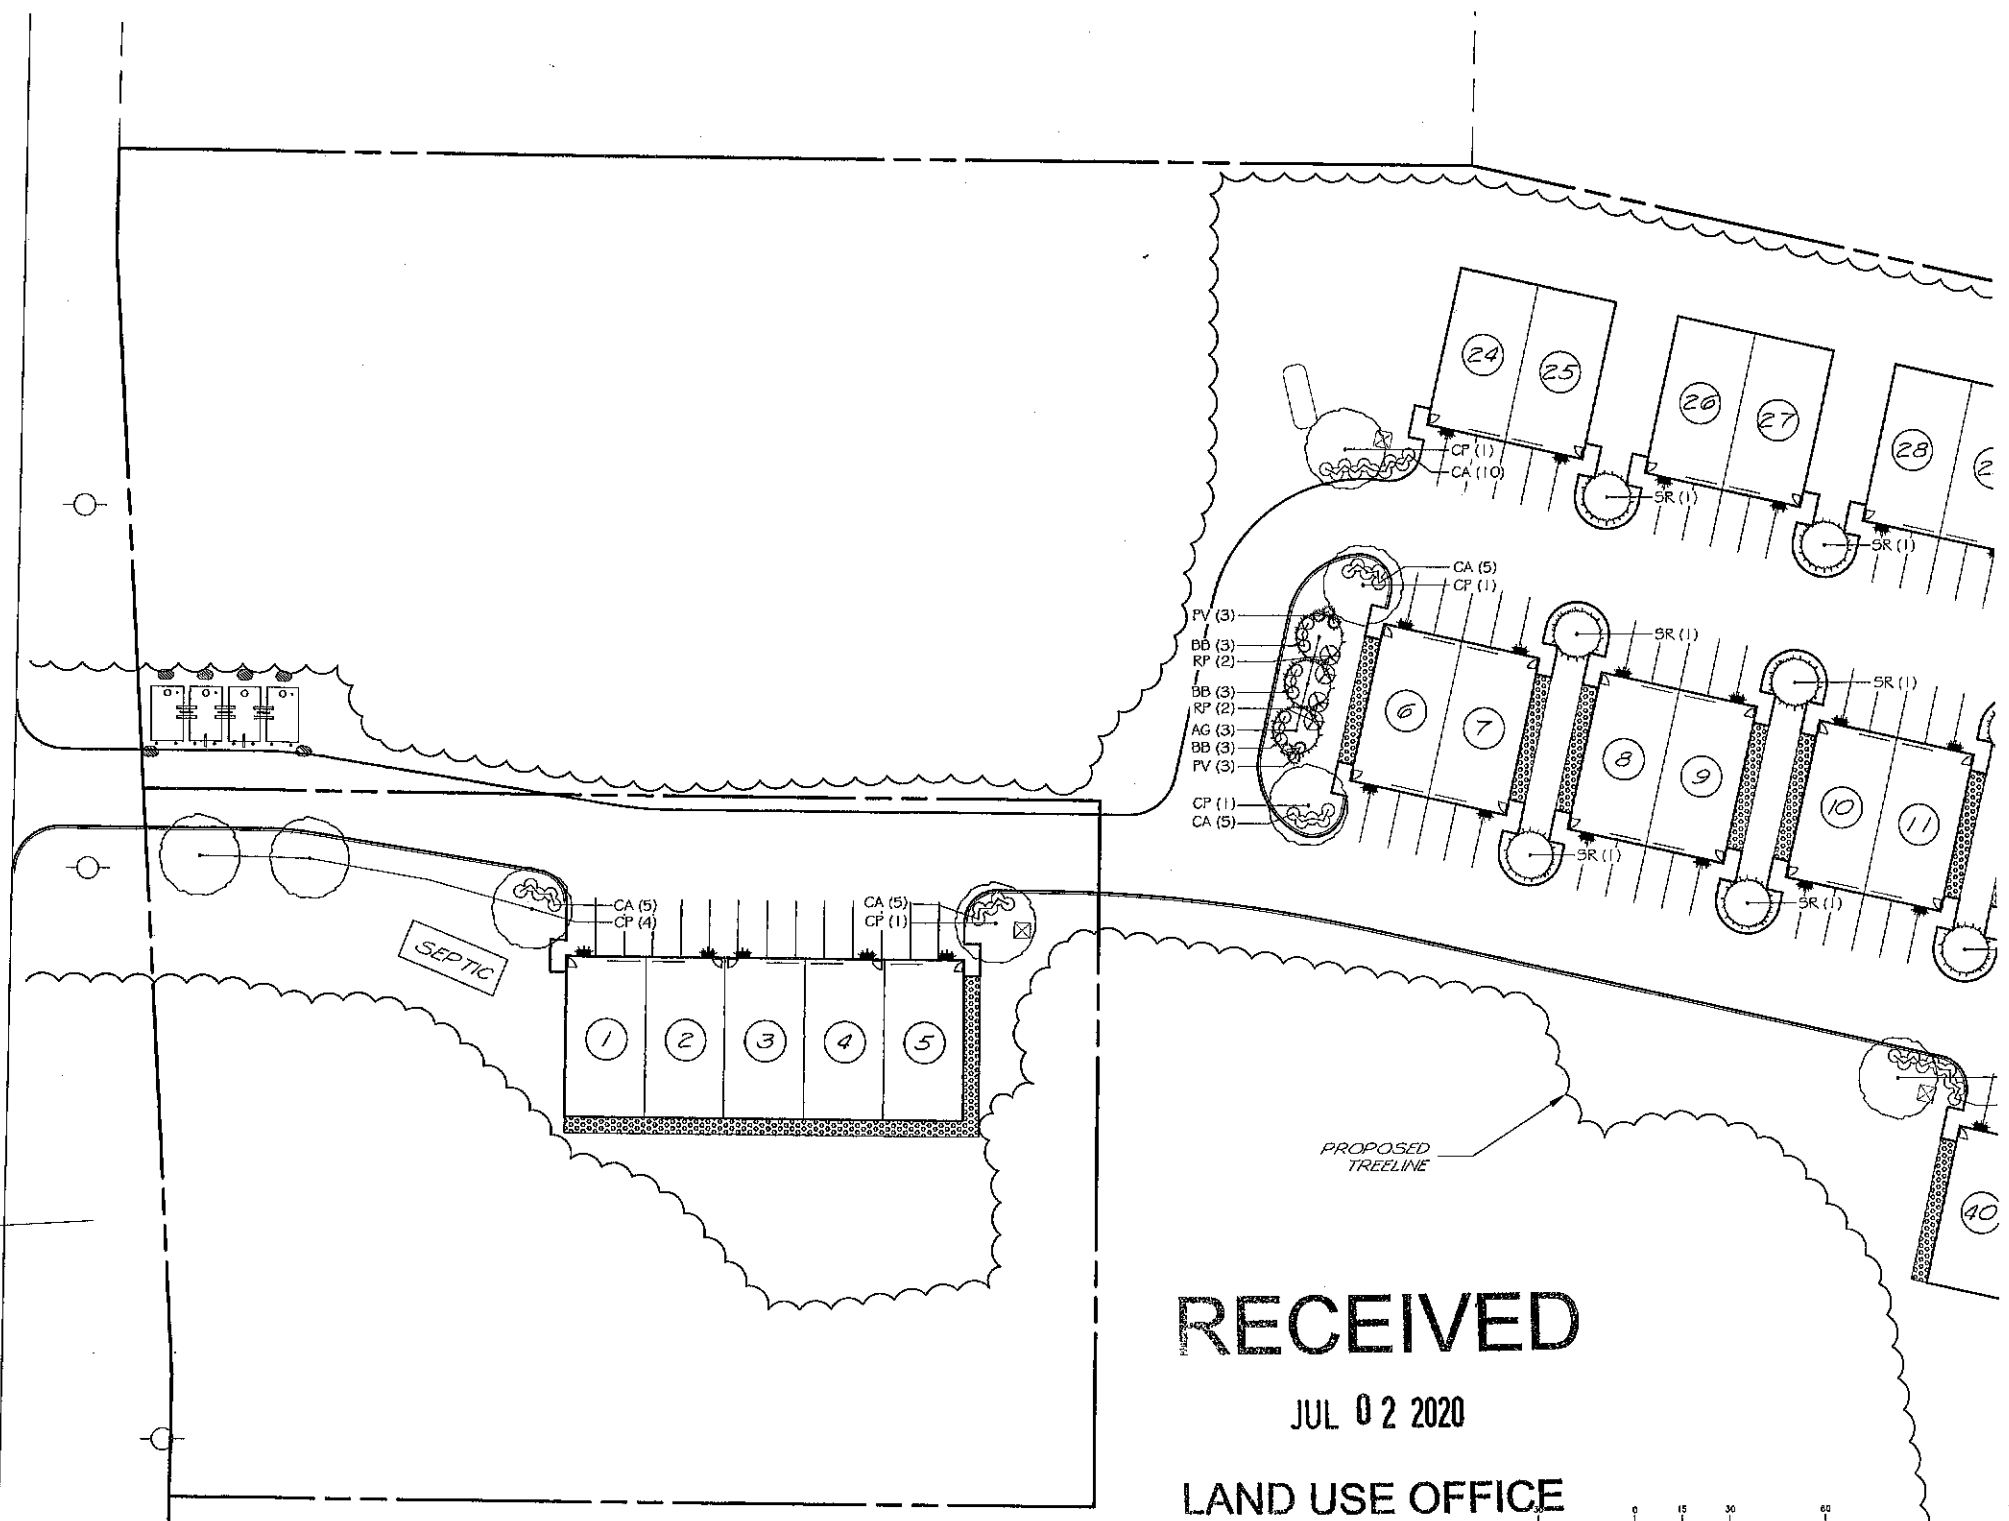 24
25
26
27
28
2
CP (1)
CA (10)
SR (1)
SR (1)
CA (5)
CP (1)
PV (3)
BB (3)
RP (2)
BB (3)
RP (2)
AG (3)
BB (3)
PV (3)
CP (1)
CA (5)
SR (1)
SR (1)
6
7
8
9
10
11
SR (1)
SR (1)
CA (5)
CP (4)
CA (5)
CP (1)
SEPTIC
1
2
3
4
5
PROPOSED
TREELINE
40
RECEIVED
JUL 02 2020
LAND USE OFFICE
30 0 15 30 60